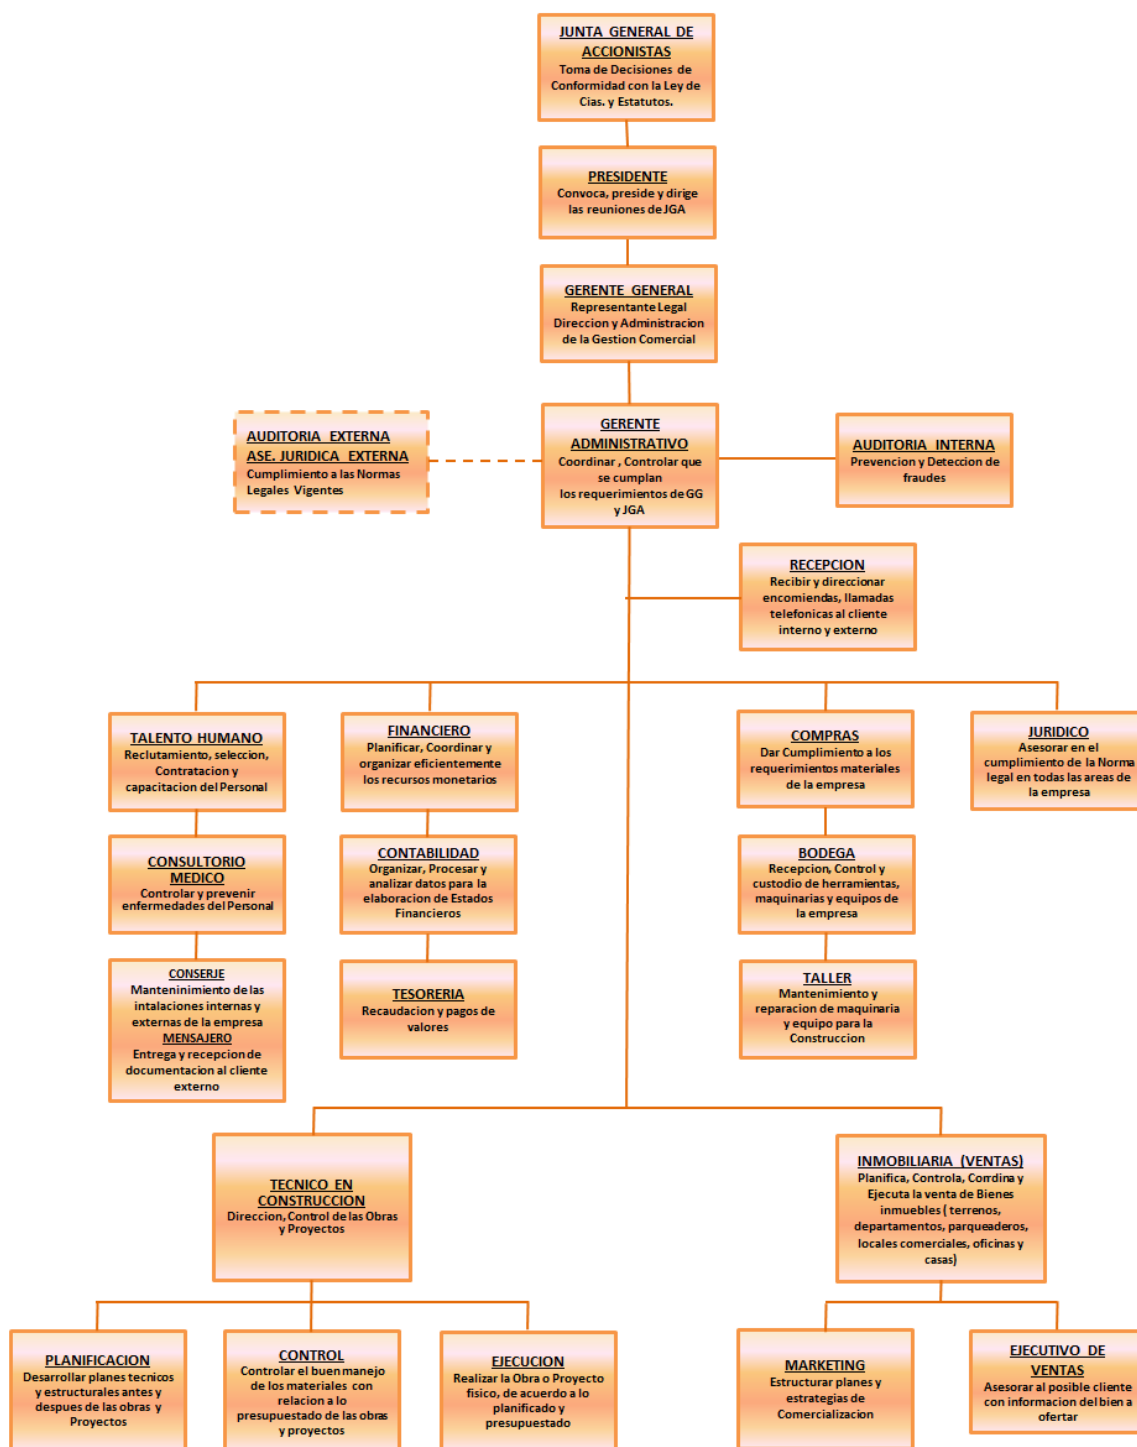 JUNTA GENERAL DE
ACCIONISTAS
Toma de Decisiones de
Conformidad con la Ley de
Cias. y Estatutos.
PRESIDENTE
Convoca, preside y dirige
las reuniones de JGA
GERENTE GENERAL
Representante Legal
Direccion y Administracion
de la Gestion Comercial
GERENTE
ADMINISTRATIVO
Coordinar , Controlar que
se cumplan
los requerimientos de GG
y JGA
AUDITORIA EXTERNA
ASE. JURIDICA EXTERNA
Cumplimiento a las Normas
Legales Vigentes
AUDITORIA INTERNA
Prevencion y Deteccion de
fraudes
RECEPCION
Recibir y direccionar
encomiendas, llamadas
telefonicas al cliente
interno y externo
TALENTO HUMANO
Reclutamiento, seleccion,
Contratacion y
capacitacion del Personal
FINANCIERO
Planificar, Coordinar y
organizar eficientemente
los recursos monetarios
COMPRAS
Dar Cumplimiento a los
requerimientos materiales
de la empresa
JURIDICO
Asesorar en el
cumplimiento de la Norma
legal en todas las areas de
la empresa
CONSULTORIO
MEDICO
Controlar y prevenir
enfermedades del Personal
CONTABILIDAD
Organizar, Procesar y
analizar datos para la
elaboracion de Estados
Financieros
BODEGA
Recepcion, Control y
custodio de herramientas,
maquinarias y equipos de
la empresa
CONSERJE
Manteninimiento de las
intalaciones internas y
externas de la empresa
MENSAJERO
Entrega y recepcion de
documentacion al cliente
externo
TESORERIA
Recaudacion y pagos de
valores
TALLER
Mantenimiento y
reparacion de maquinaria
y equipo para la
Construccion
TECNICO EN
CONSTRUCCION
Direccion, Control de las Obras
y Proyectos
INMOBILIARIA (VENTAS)
Planifica, Controla, Corrdina y
Ejecuta la venta de Bienes
inmuebles ( terrenos,
departamentos, parqueaderos,
locales comerciales, oficinas y
casas)
PLANIFICACION
Desarrollar planes tecnicos
y estructurales antes y
despues de las obras y
Proyectos
CONTROL
Controlar el buen manejo
de los materiales con
relacion a lo
presupuestado de las obras
y proyectos
EJECUCION
Realizar la Obra o Proyecto
fisico, de acuerdo a lo
planificado y
presupuestado
MARKETING
Estructurar planes y
estrategias de
Comercializacion
EJECUTIVO DE
VENTAS
Asesorar al posible cliente
con informacion del bien a
ofertar